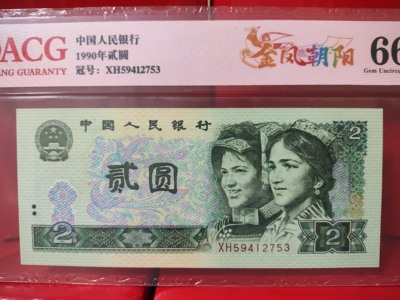 ACG
中国人民银行
1990年贰圆
冠号：XH59412753
金凤朝阳
66
Gem Uncircu
NG GUARANTY
中国人民银行
2
贰圆
XH59412753
2
2